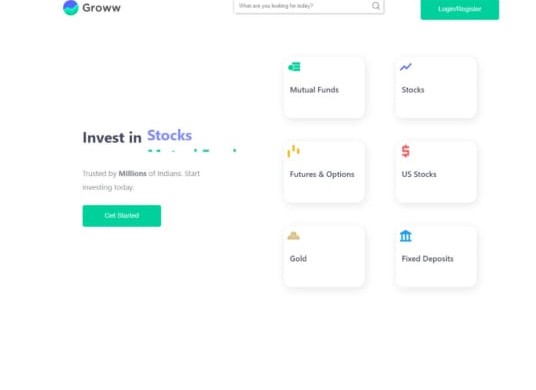 Groww
What are you looking for today?
Login/Register
Invest in Stocks
Trusted by Millions of Indians. Start
investing today.
Get Started
Mutual Funds
Stocks
Futures & Options
US Stocks
Gold
Fixed Deposits